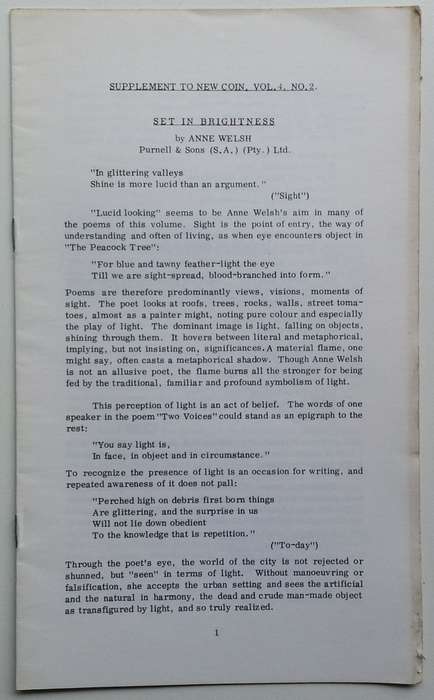 SUPPLEMENT TO NEW COIN, VOL.4, NO.2.
SET IN BRIGHTNESS
by ANNE WELSH
Purnell & Sons (S.A.) (Pty.) Ltd.
"In glittering valleys
Shine is more lucid than an argument."
("Sight")
"Lucid looking" seems to be Anne Welsh's aim in many of
the poems of this volume. Sight is the point of entry, the way of
understanding and often of living, as when eye encounters object in
"The Peacock Tree":
"For blue and tawny feather-light the eye
Till we are sight-spread, blood-branched into form."
Poems are therefore predominantly views, visions, moments of
sight. The poet looks at roofs, trees, rocks, walls, street toma-
toes, almost as a painter might, noting pure colour and especially
the play of light. The dominant image is light, falling on objects,
shining through them. It hovers between literal and metaphorical,
implying, but not insisting on, significances. A material flame, one
might say, often casts a metaphorical shadow. Though Anne Welsh
is not an allusive poet, the flame burns all the stronger for being
fed by the traditional, familiar and profound symbolism of light.
This perception of light is an act of belief. The words of one
speaker in the poem "Two Voices" could stand as an epigraph to the
rest:
"You say light is,
In face, in object and in circumstance."
To recognize the presence of light is an occasion for writing, and
repeated awareness of it does not pall:
"Perched high on debris first born things
Are glittering, and the surprise in us
Will not lie down obedient
To the knowledge that is repetition."
("To-day")
Through the poet's eye, the world of the city is not rejected or
shunned, but "seen" in terms of light. Without manoeuvring or
falsification, she accepts the urban setting and sees the artificial
and the natural in harmony, the dead and crude man-made object
as transfigured by light, and so truly realized.
1